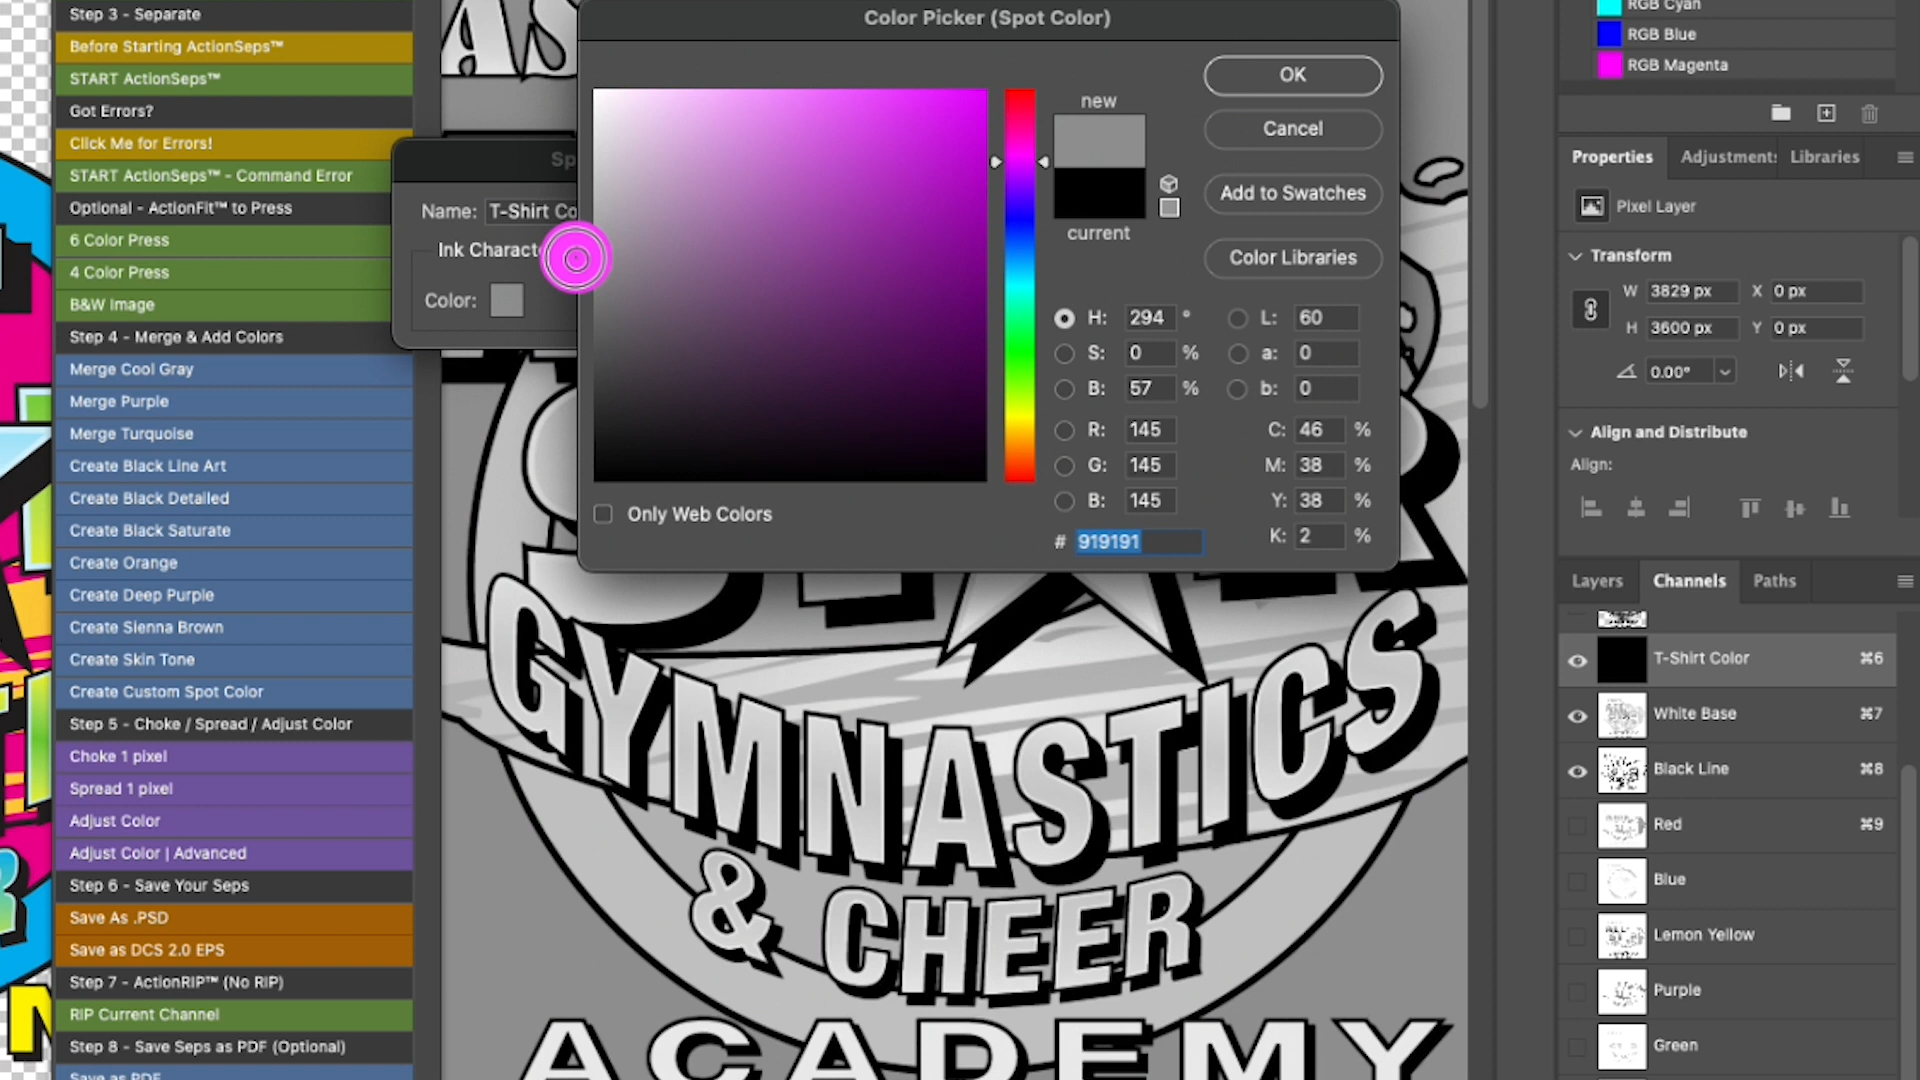 Step 3 - Separate
Before Starting ActionSeps™
START ActionSeps™
Got Errors?
Click Me for Errors!
START ActionSeps™ - Command Error
Optional - ActionFit™ to Press
6 Color Press
4 Color Press
B&W Image
Step 4 - Merge & Add Colors
Merge Cool Gray
Merge Purple
Merge Turquoise
Create Black Line Art
Create Black Detailed
Create Black Saturate
Create Orange
Create Deep Purple
Create Sienna Brown
Create Skin Tone
Create Custom Spot Color
Step 5 - Choke / Spread / Adjust Color
Choke 1 pixel
Spread 1 pixel
Adjust Color
Adjust Color | Advanced
Step 6 - Save Your Seps
Save As .PSD
Save as DCS 2.0 EPS
Step 7 - ActionRIP™ (No RIP)
RIP Current Channel
Step 8 - Save Seps as PDF (Optional)
Save as PDF
AS
Sp
Name: T-Shirt Co
Ink Characte
Color:
Color Picker (Spot Color)
new
current
OK
Cancel
Add to Swatches
Color Libraries
H: 294 °
S: 0 %
B: 57 %
R: 145
G: 145
B: 145
# 919191
L: 60
a: 0
b: 0
C: 46 %
M: 38 %
Y: 38 %
K: 2 %
Only Web Colors
GYMNASTICS
& CHEER
ACADEMY
RGB Cyan
RGB Blue
RGB Magenta
Properties Adjustments Libraries
Pixel Layer
Transform
W 3829 px X 0 px
H 3600 px Y 0 px
0.00°
Align and Distribute
Align:
Layers Channels Paths
T-Shirt Color ⌘6
White Base ⌘7
Black Line ⌘8
Red ⌘9
Blue
Lemon Yellow
Purple
Green